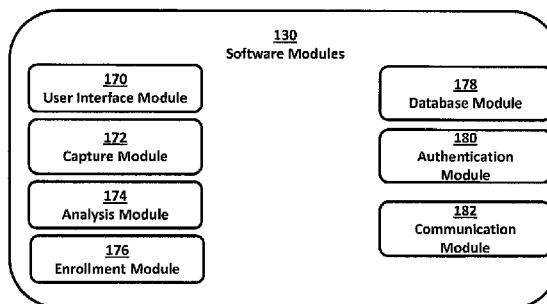 130
Software Modules
170
User Interface Module
172
Capture Module
174
Analysis Module
176
Enrollment Module
178
Database Module
180
Authentication
Module
182
Communication
Module